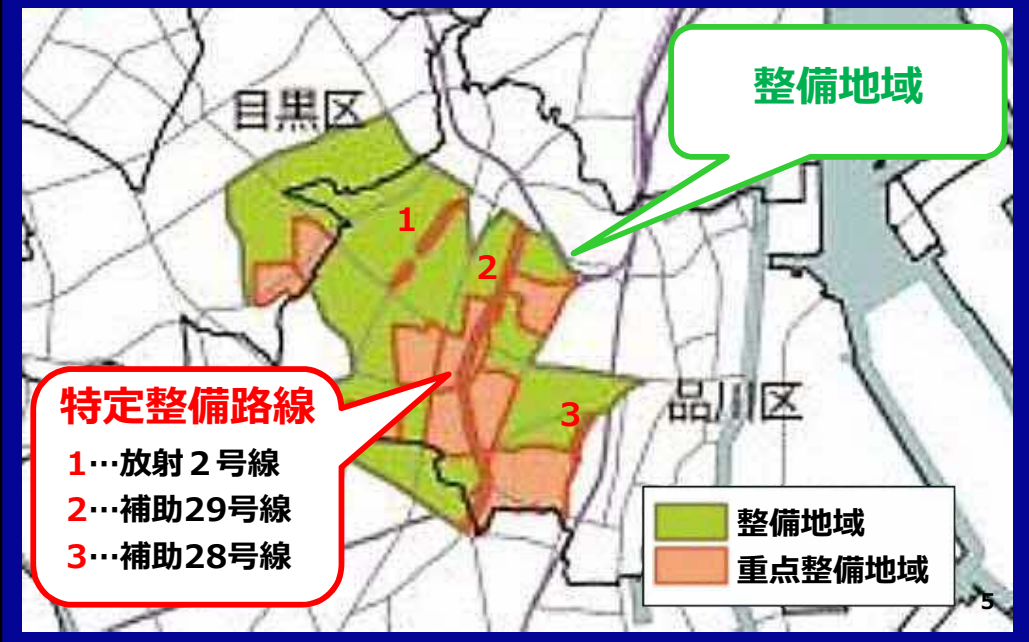 整備地域
目黒区
1
2
3
品川区
特定整備路線
1…放射２号線
2…補助29号線
3…補助28号線
整備地域
重点整備地域
5